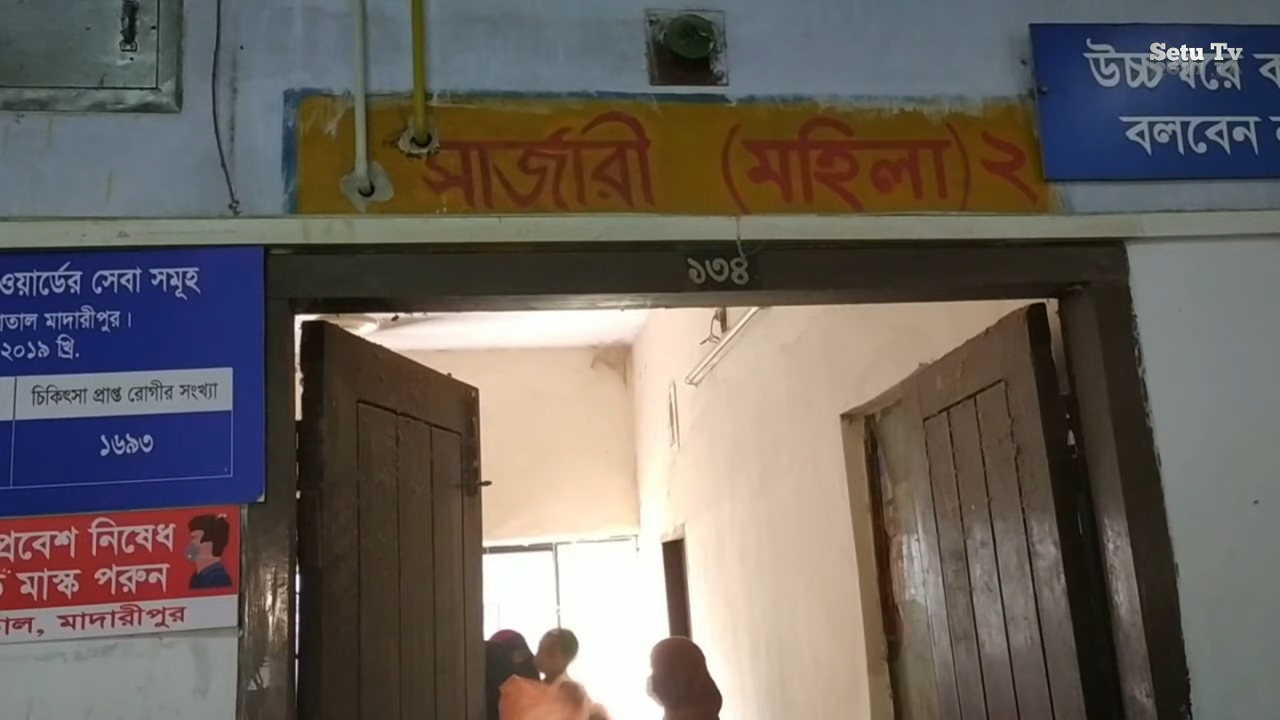 Setu Tv
উচ্চস্বরে
বলবেন
সার্জারী (মহিলা) ২
১৩৪
ওয়ার্ডের সেবা সমূহ
মাদারীপুর।
২০১৯ খ্রি.
চিকিৎসা প্রাপ্ত রোগীর সংখ্যা
১৬৯৩
প্রবেশ নিষেধ
মাস্ক পরুন
মাদারীপুর